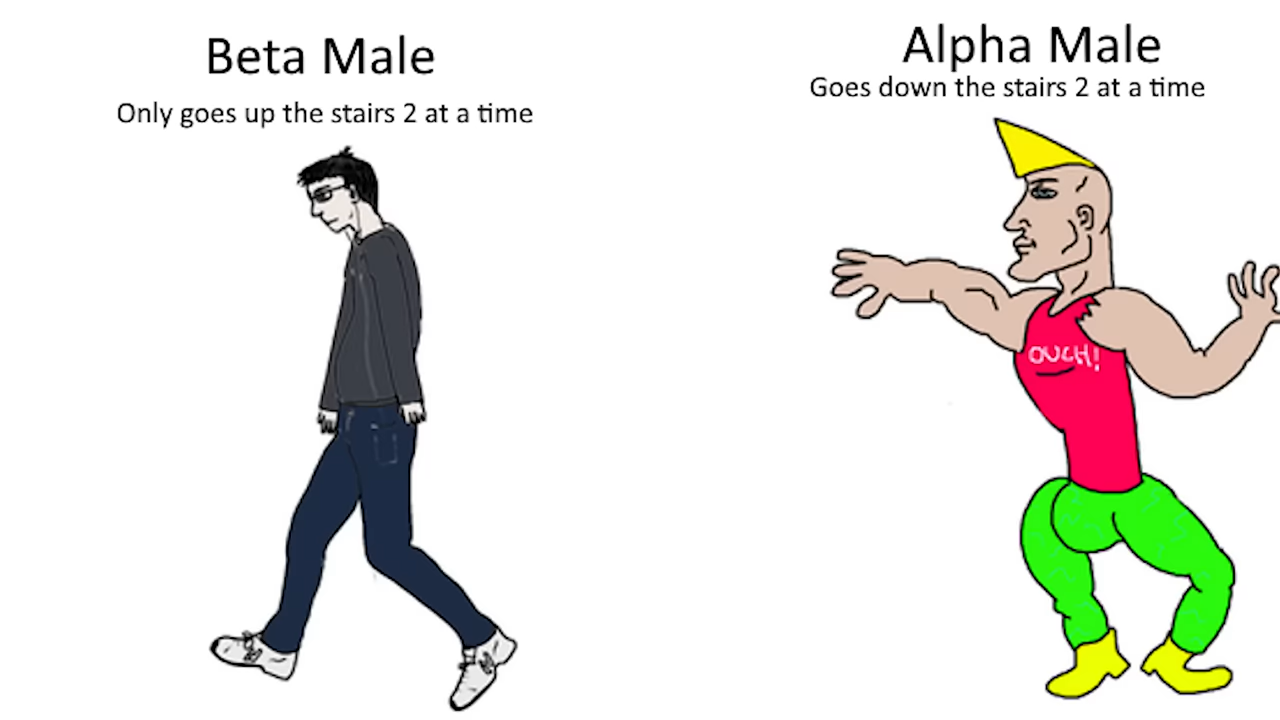 Beta Male
Only goes up the stairs 2 at a time
Alpha Male
Goes down the stairs 2 at a time
OUCH!